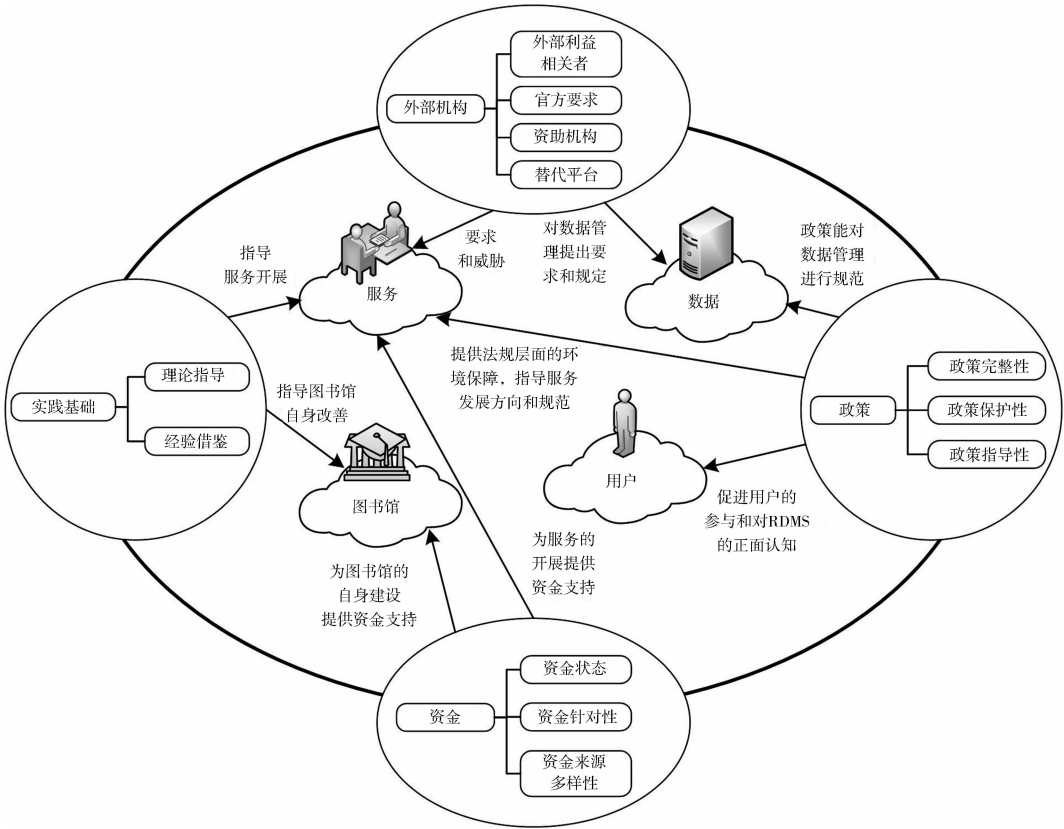 外部利益
相关者
外部机构
官方要求
资助机构
替代平台
指导
服务开展
要求
和威胁
对数据管
理提出要
求和规定
政策能对
数据管理
进行规范
服务
数据
提供法规层面的环
境保障，指导服务
发展方向和规范
实践基础
理论指导
经验借鉴
指导图书馆
自身改善
政策
政策完整性
政策保护性
政策指导性
图书馆
用户
促进用户的
参与和对RDMS
的正面认知
为图书馆的
自身建设
提供资金支持
为服务的
开展提供
资金支持
资金
资金状态
资金针对性
资金来源
多样性